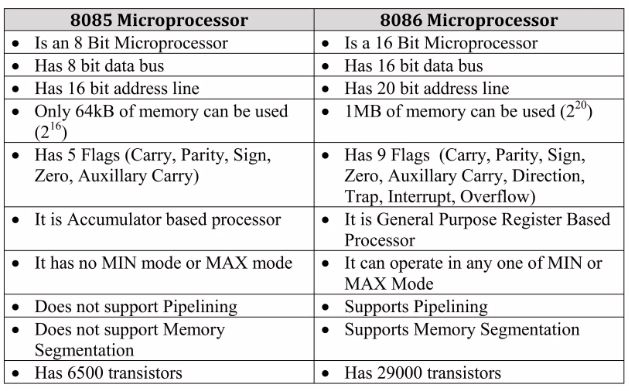 8085 Microprocessor	8086 Microprocessor
• Is an 8 Bit Microprocessor	• Is a 16 Bit Microprocessor
• Has 8 bit data bus	• Has 16 bit data bus
• Has 16 bit address line	• Has 20 bit address line
• Only 64kB of memory can be used	• 1MB of memory can be used (2²⁰)
(2¹⁶)
• Has 5 Flags (Carry, Parity, Sign,	• Has 9 Flags (Carry, Parity, Sign,
Zero, Auxillary Carry)	Zero, Auxillary Carry, Direction,
Trap, Interrupt, Overflow)
• It is Accumulator based processor	• It is General Purpose Register Based
Processor
• It has no MIN mode or MAX mode	• It can operate in any one of MIN or
MAX Mode
• Does not support Pipelining	• Supports Pipelining
• Does not support Memory	• Supports Memory Segmentation
Segmentation
• Has 6500 transistors	• Has 29000 transistors